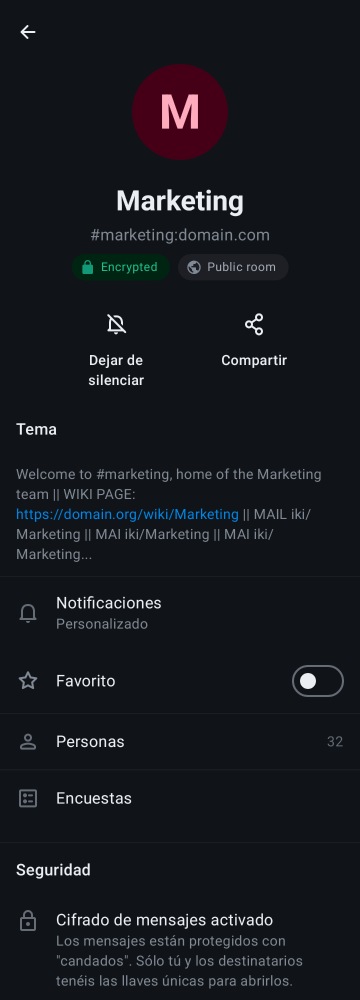 M
Marketing
#marketing:domain.com
Encrypted
Public room
Dejar de
silenciar
Compartir
Tema
Welcome to #marketing, home of the Marketing
team || WIKI PAGE:
https://domain.org/wiki/Marketing || MAIL iki/
Marketing || MAI iki/Marketing || MAI iki/
Marketing...
Notificaciones
Personalizado
Favorito
Personas
32
Encuestas
Seguridad
Cifrado de mensajes activado
Los mensajes están protegidos con
"candados". Sólo tú y los destinatarios
tenéis las llaves únicas para abrirlos.